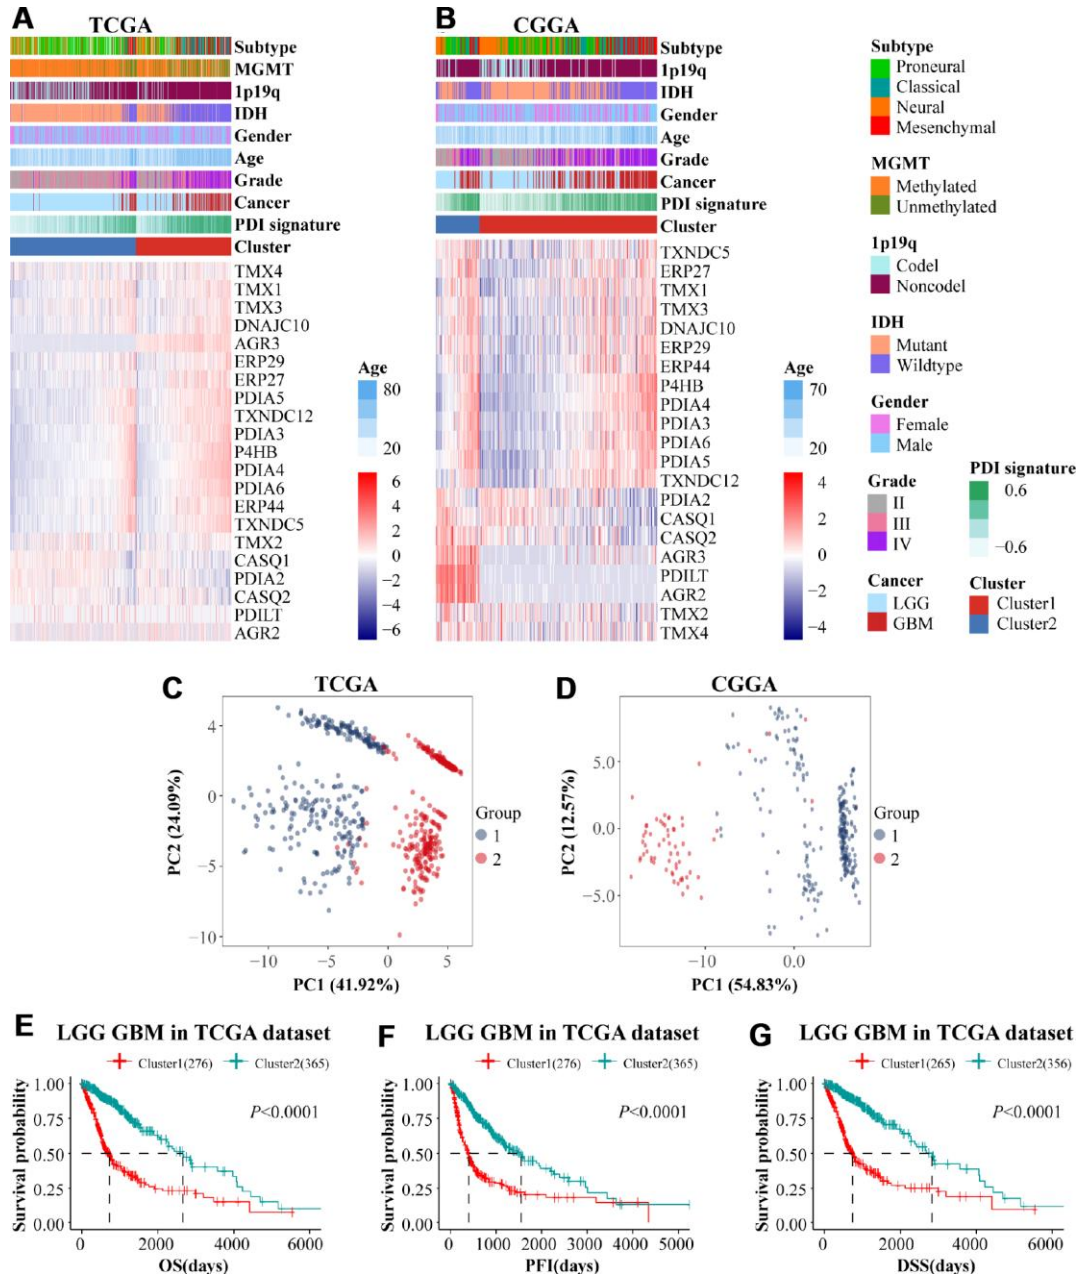 A
TCGA
Subtype
MGMT
1p19q
IDH
Gender
Age
Grade
Cancer
PDI signature
Cluster
TMX4
TMX1
TMX3
DNAJC10
AGR3
ERP29
ERP27
PDIA5
TXNDC12
PDIA3
P4HB
PDIA4
PDIA6
ERP44
TXNDC5
TMX2
CASQ1
PDIA2
CASQ2
PDILT
AGR2
Age
80
20
6
4
2
0
−2
−4
−6
B
CGGA
Subtype
1p19q
IDH
Gender
Age
Grade
Cancer
PDI signature
Cluster
TXNDC5
ERP27
TMX1
TMX3
DNAJC10
ERP29
ERP44
P4HB
PDIA4
PDIA3
PDIA6
PDIA5
TXNDC12
PDIA2
CASQ1
CASQ2
AGR3
PDILT
AGR2
TMX2
TMX4
Age
70
20
4
2
0
−2
−4
Subtype
Proneural
Classical
Neural
Mesenchymal
MGMT
Methylated
Unmethylated
1p19q
Codel
Noncodel
IDH
Mutant
Wildtype
Gender
Female
Male
Grade
II
III
IV
PDI signature
0.6
−0.6
Cancer
LGG
GBM
Cluster
Cluster1
Cluster2
C
TCGA
PC2 (24.09%)
4
0
−5
−10
−10 −5 0 5
PC1 (41.92%)
Group
1
2
D
CGGA
PC2 (12.57%)
5.0
0.0
−5.0
−10 0.0
PC1 (54.83%)
Group
1
2
E
LGG GBM in TCGA dataset
Cluster1(276) Cluster2(365)
Survival probability
1.00
0.75
0.50
0.25
0.00
P<0.0001
0 2000 4000 6000
OS(days)
F
LGG GBM in TCGA dataset
Cluster1(276) Cluster2(365)
Survival probability
1.00
0.75
0.50
0.25
0.00
P<0.0001
0 1000 2000 3000 4000 5000
PFI(days)
G
LGG GBM in TCGA dataset
Cluster1(265) Cluster2(356)
Survival probability
1.00
0.75
0.50
0.25
0.00
P<0.0001
0 2000 4000 6000
DSS(days)